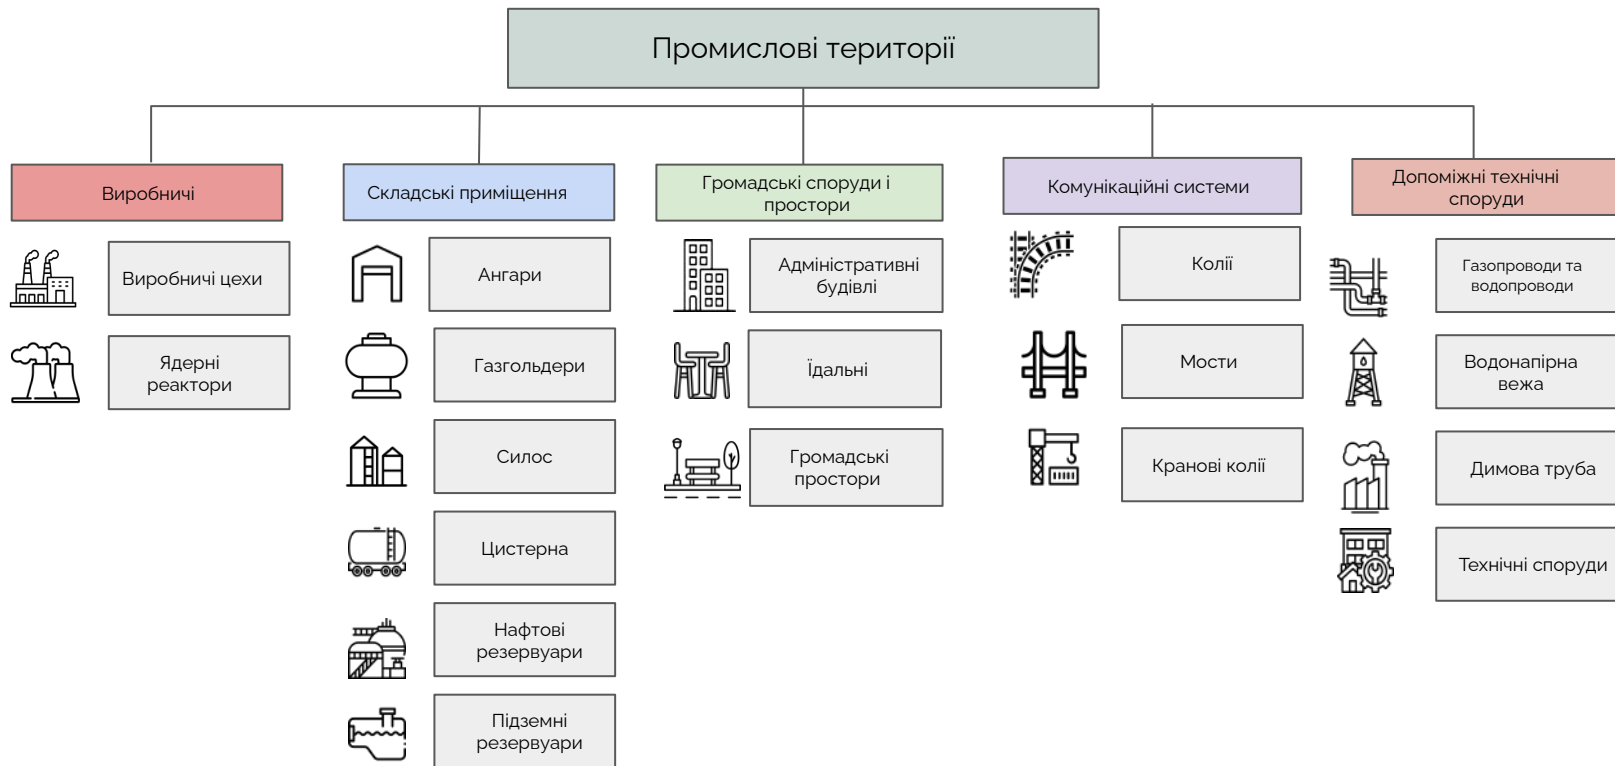 Промислові території
Виробничі
Виробничі цехи
Ядерні
реактори
Складські приміщення
Ангари
Газгольдери
Силос
Цистерна
Нафтові
резервуари
Підземні
резервуари
Громадські споруди і
простори
Адміністративні
будівлі
Їдальні
Громадські
простори
Комунікаційні системи
Колії
Мости
Кранові колії
Допоміжні технічні
споруди
Газопроводи та
водопроводи
Водонапірна
вежа
Димова труба
Технічні споруди